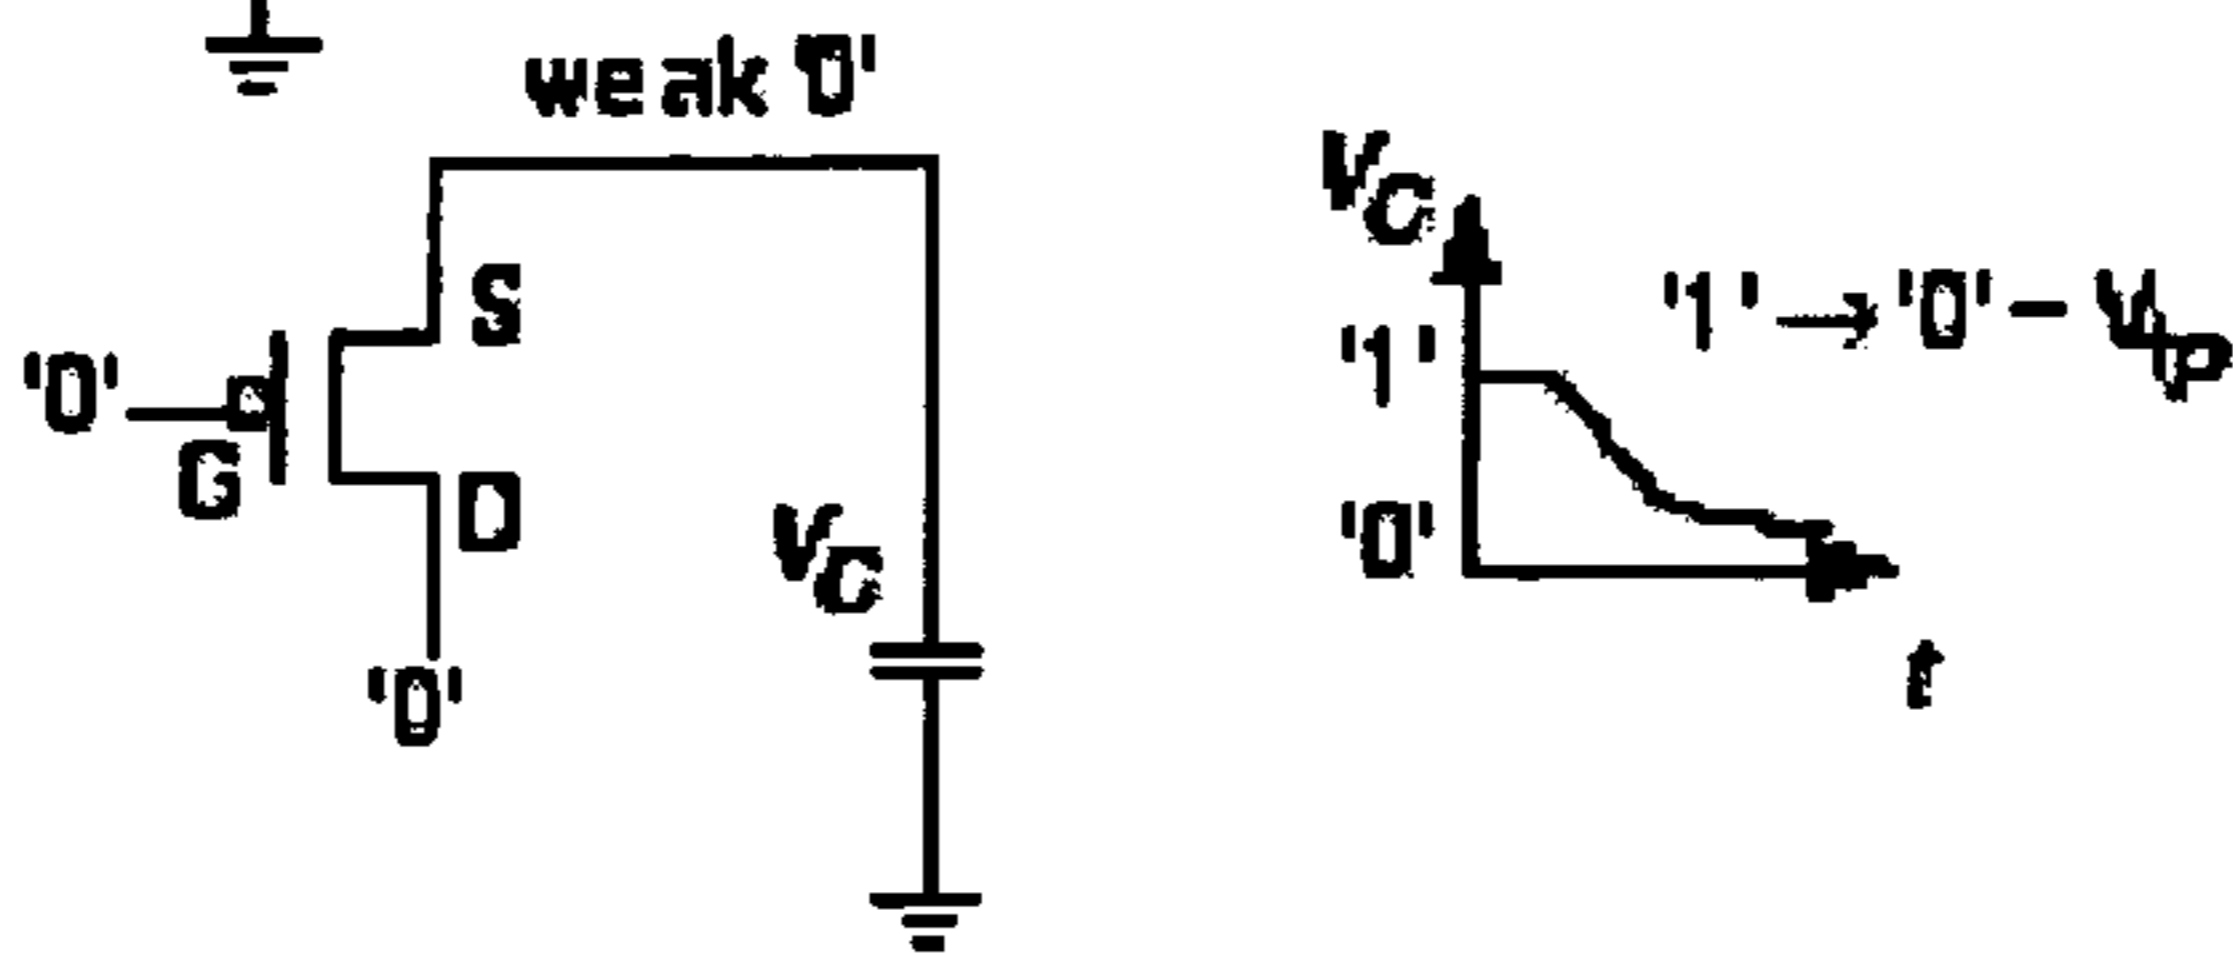 weak '0'
V_C
'1' → '0' – V_tp
'1'
S
'0'
G
D
V_C
'0'
'0'
t